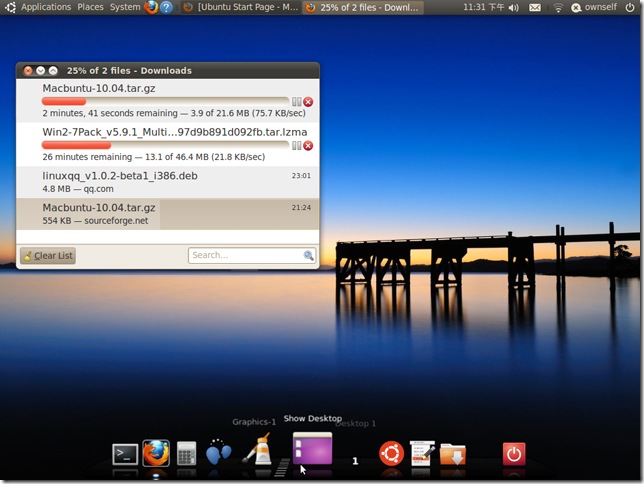 Applications Places System [Ubuntu Start Page - M... 25% of 2 files - Downl... 11:31 下午 ownself
25% of 2 files - Downloads
Macbuntu-10.04.tar.gz
2 minutes, 41 seconds remaining — 3.9 of 21.6 MB (75.7 KB/sec)
Win2-7Pack_v5.9.1_Multi…97d9b891d092fb.tar.lzma
26 minutes remaining — 13.1 of 46.4 MB (21.8 KB/sec)
linuxqq_v1.0.2-beta1_i386.deb 23:01
4.8 MB — qq.com
Macbuntu-10.04.tar.gz 21:24
554 KB — sourceforge.net
Clear List Search...
Graphics-1 Show Desktop Desktop 1
1